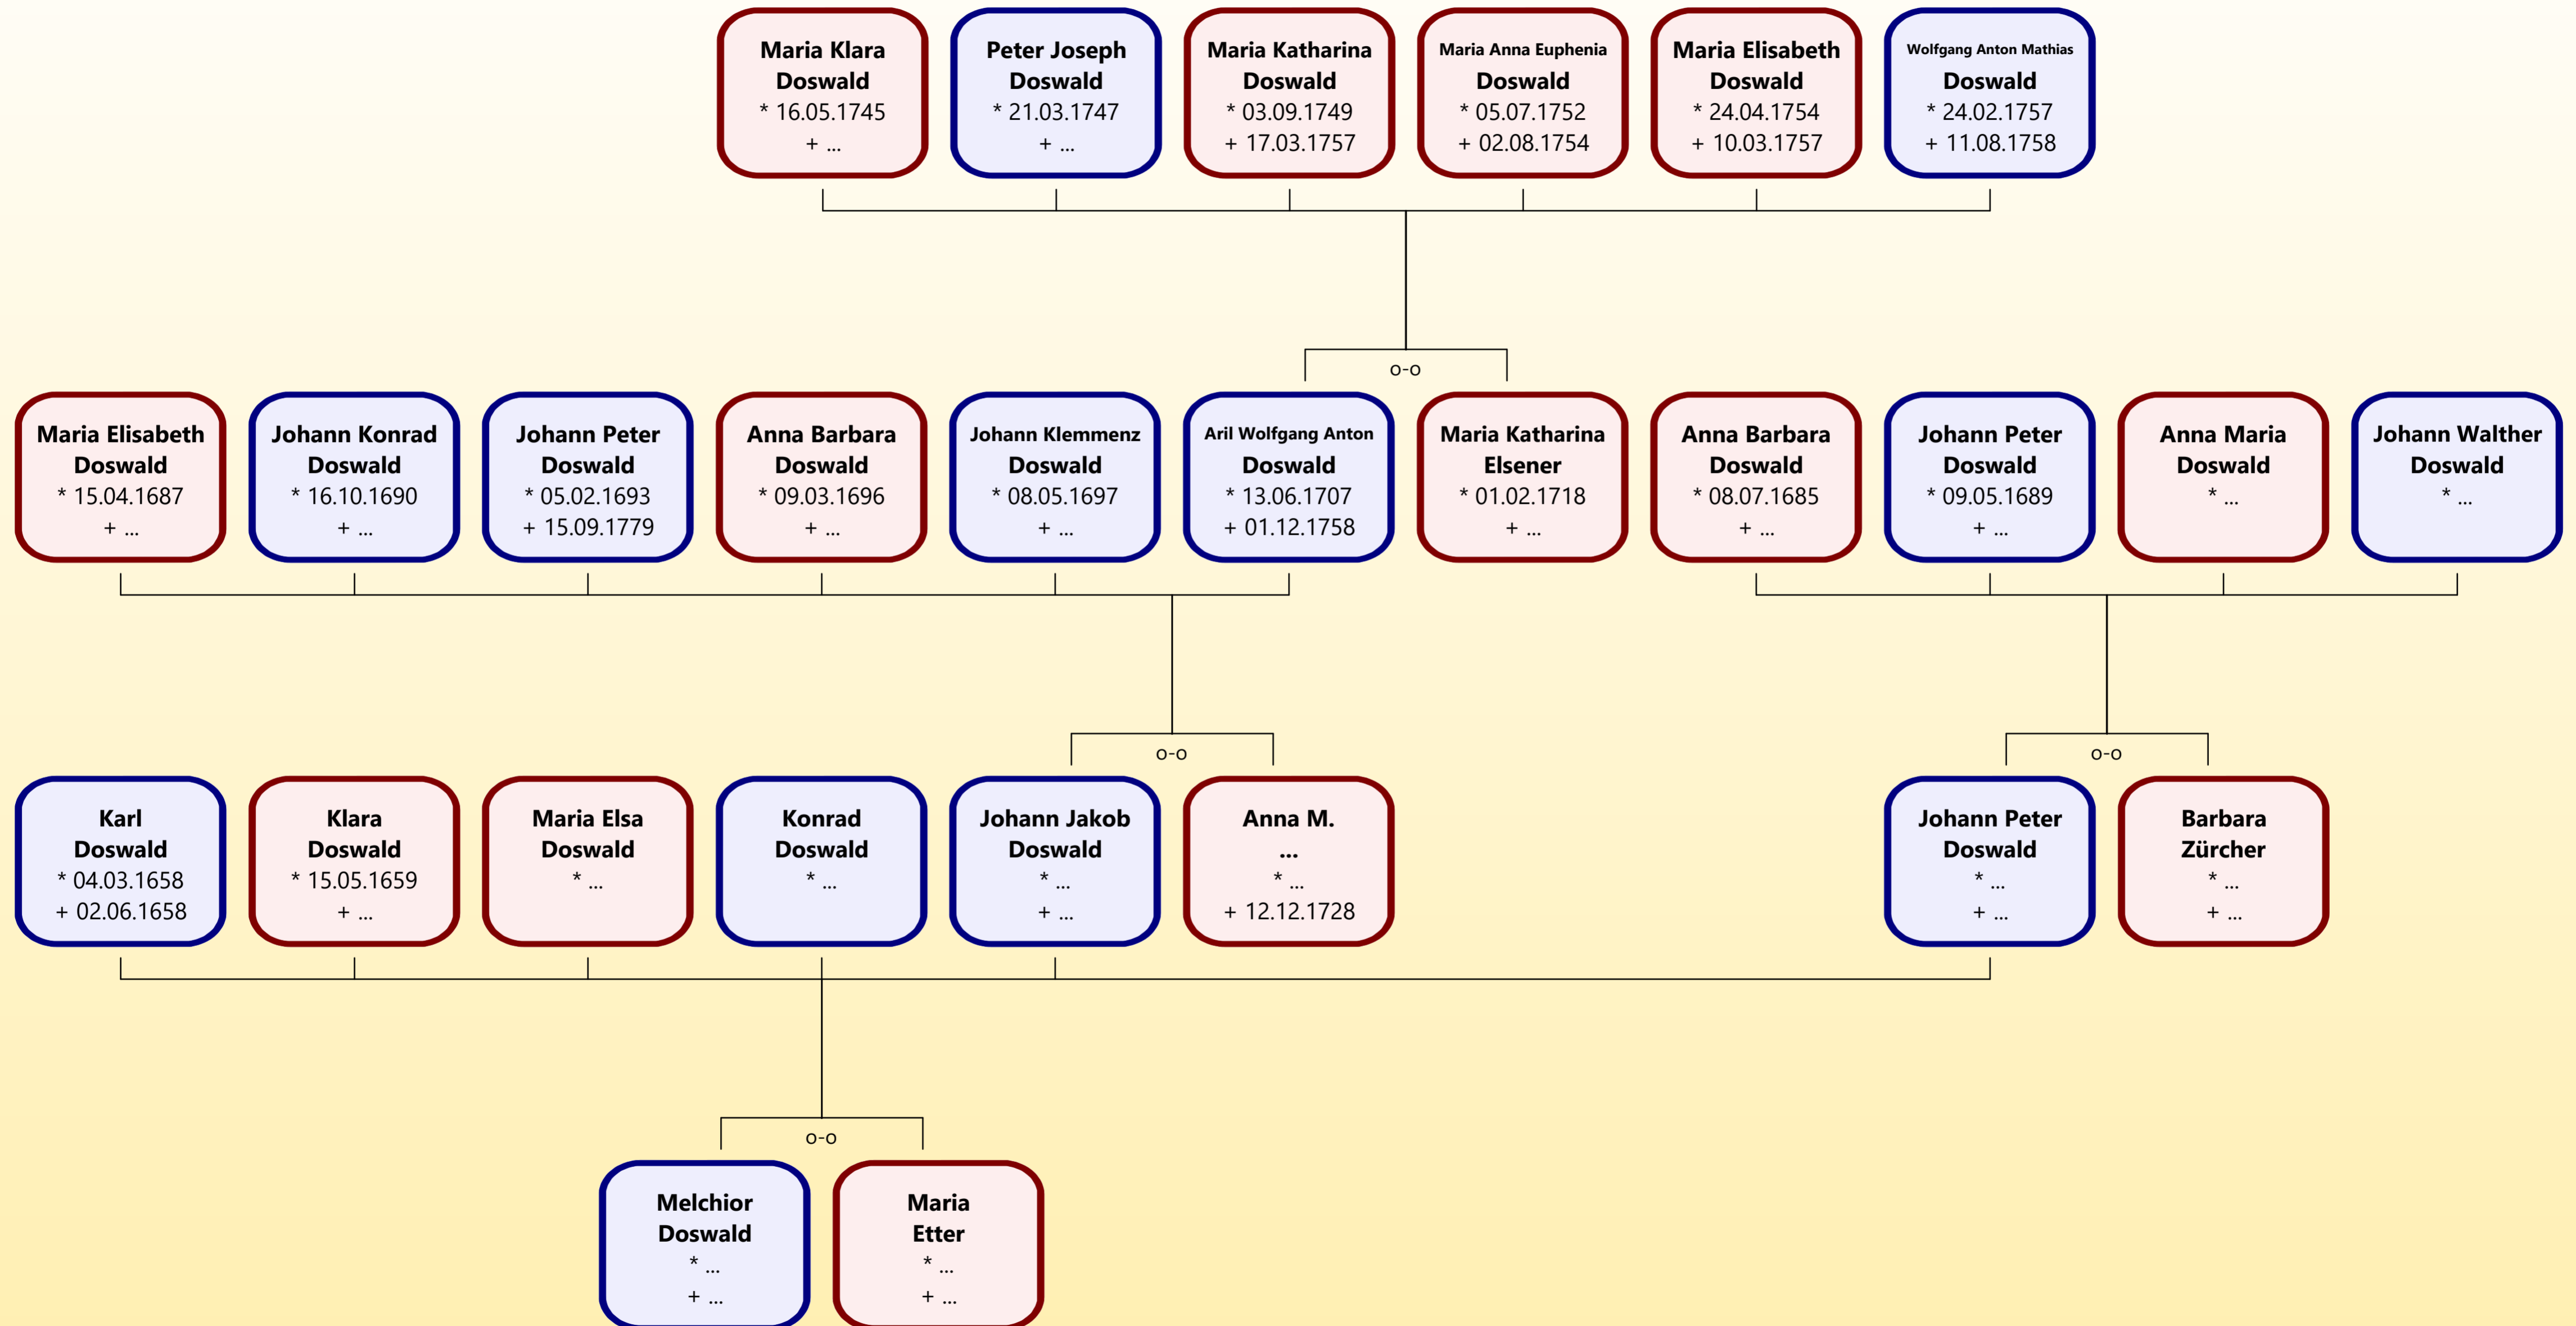 Maria Klara
Doswald
* 16.05.1745
+ ...
Peter Joseph
Doswald
* 21.03.1747
+ ...
Maria Katharina
Doswald
* 03.09.1749
+ 17.03.1757
Maria Anna Euphenia
Doswald
* 05.07.1752
+ 02.08.1754
Maria Elisabeth
Doswald
* 24.04.1754
+ 10.03.1757
Wolfgang Anton Mathias
Doswald
* 24.02.1757
+ 11.08.1758
o-o
Maria Elisabeth
Doswald
* 15.04.1687
+ ...
Johann Konrad
Doswald
* 16.10.1690
+ ...
Johann Peter
Doswald
* 05.02.1693
+ 15.09.1779
Anna Barbara
Doswald
* 09.03.1696
+ ...
Johann Klemmenz
Doswald
* 08.05.1697
+ ...
Aril Wolfgang Anton
Doswald
* 13.06.1707
+ 01.12.1758
Maria Katharina
Elsener
* 01.02.1718
+ ...
Anna Barbara
Doswald
* 08.07.1685
+ ...
Johann Peter
Doswald
* 09.05.1689
+ ...
Anna Maria
Doswald
* ...
Johann Walther
Doswald
* ...
o-o
o-o
Karl
Doswald
* 04.03.1658
+ 02.06.1658
Klara
Doswald
* 15.05.1659
+ ...
Maria Elsa
Doswald
* ...
Konrad
Doswald
* ...
Johann Jakob
Doswald
* ...
+ ...
Anna M.
...
* ...
+ 12.12.1728
Johann Peter
Doswald
* ...
+ ...
Barbara
Zürcher
* ...
+ ...
o-o
Melchior
Doswald
* ...
+ ...
Maria
Etter
* ...
+ ...